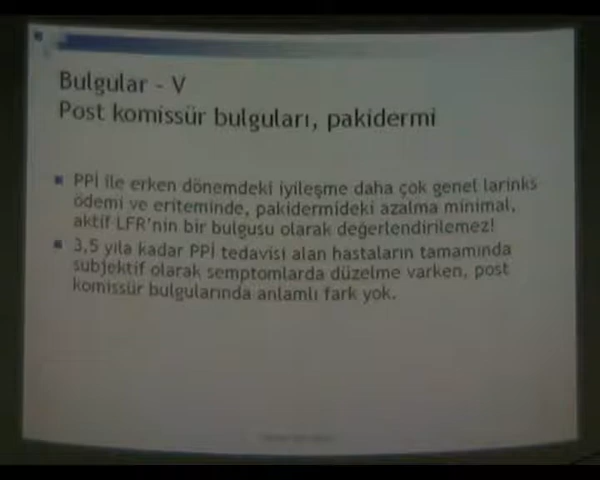 Bulgular - V
Post komissür bulguları, pakidermi
PPİ ile erken dönemdeki iyileşme daha çok genel larinks
ödemi ve eriteminde, pakidermideki azalma minimal,
aktif LFR'nin bir bulgusu olarak değerlendirilemez!
3,5 yıla kadar PPİ tedavisi alan hastaların tamamında
subjektif olarak semptomlarda düzelme varken, post
komissür bulgularında anlamlı fark yok.